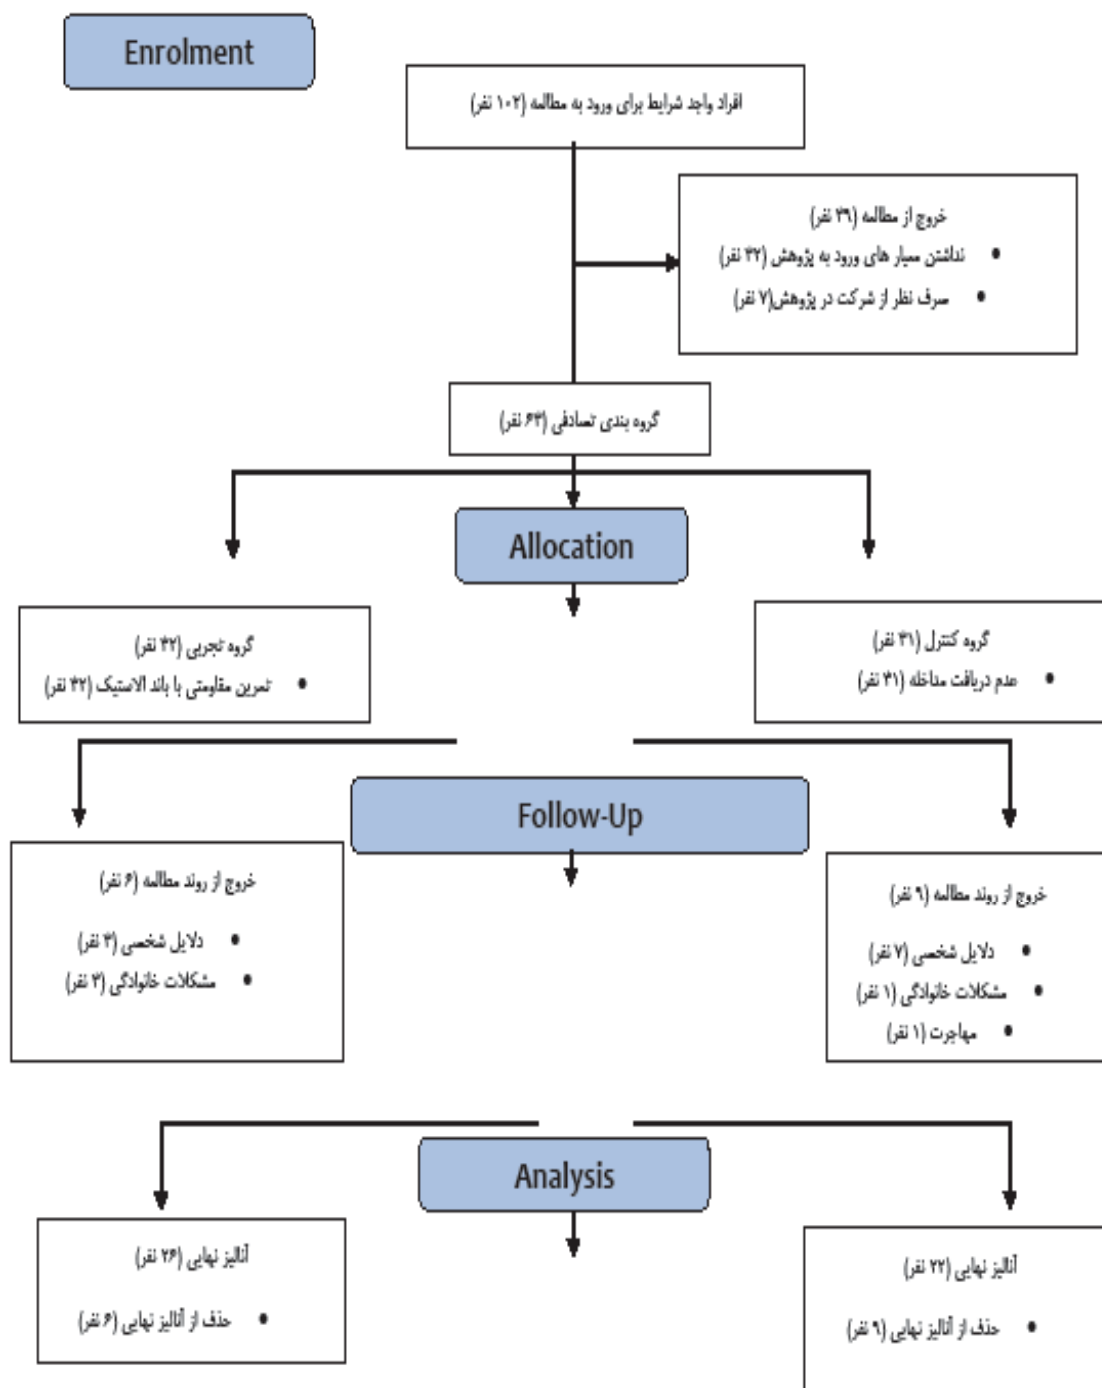 Enrolment
افراد واجد شرایط برای ورود به مطالعه (۱۰۲ نفر)
خروج از مطالعه (۳۹ نفر)
• نداشتن معیار های ورود به پژوهش (۳۲ نفر)
• صرف نظر از شرکت در پژوهش(۷ نفر)
گروه بندی تصادفی (۶۳ نفر)
Allocation
گروه کنترل (۳۱ نفر)
• عدم دریافت مداخله (۳۱ نفر)
گروه تجربی (۳۲ نفر)
• تمرین مقاومتی با باند الاستیک (۳۲ نفر)
Follow-Up
خروج از روند مطالعه (۹ نفر)
• دلایل شخصی (۷ نفر)
• مشکلات خانوادگی (۱ نفر)
• مهاجرت (۱ نفر)
خروج از روند مطالعه (۶ نفر)
• دلایل شخصی (۳ نفر)
• مشکلات خانوادگی (۳ نفر)
Analysis
آنالیز نهایی (۲۲ نفر)
• حذف از آنالیز نهایی (۹ نفر)
آنالیز نهایی (۲۶ نفر)
• حذف از آنالیز نهایی (۶ نفر)